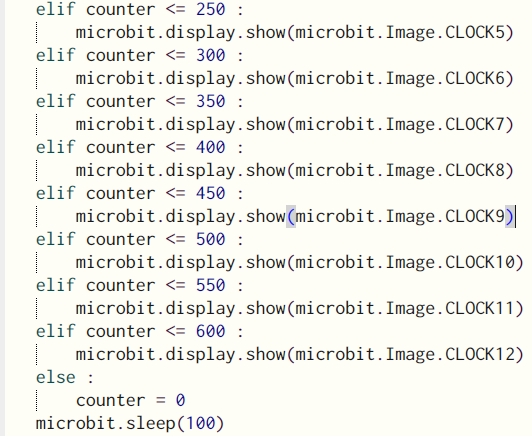 elif counter <= 250 :
microbit.display.show(microbit.Image.CLOCK5)
elif counter <= 300 :
microbit.display.show(microbit.Image.CLOCK6)
elif counter <= 350 :
microbit.display.show(microbit.Image.CLOCK7)
elif counter <= 400 :
microbit.display.show(microbit.Image.CLOCK8)
elif counter <= 450 :
microbit.display.show(microbit.Image.CLOCK9)
elif counter <= 500 :
microbit.display.show(microbit.Image.CLOCK10)
elif counter <= 550 :
microbit.display.show(microbit.Image.CLOCK11)
elif counter <= 600 :
microbit.display.show(microbit.Image.CLOCK12)
else :
counter = 0
microbit.sleep(100)